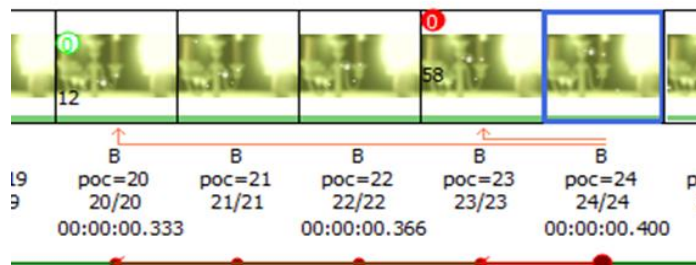 0
0
12
58
B B B B B
19 poc=20 poc=21 poc=22 poc=23 poc=24 p
9 20/20 21/21 22/22 23/23 24/24
00:00:00.333 00:00:00.366 00:00:00.400